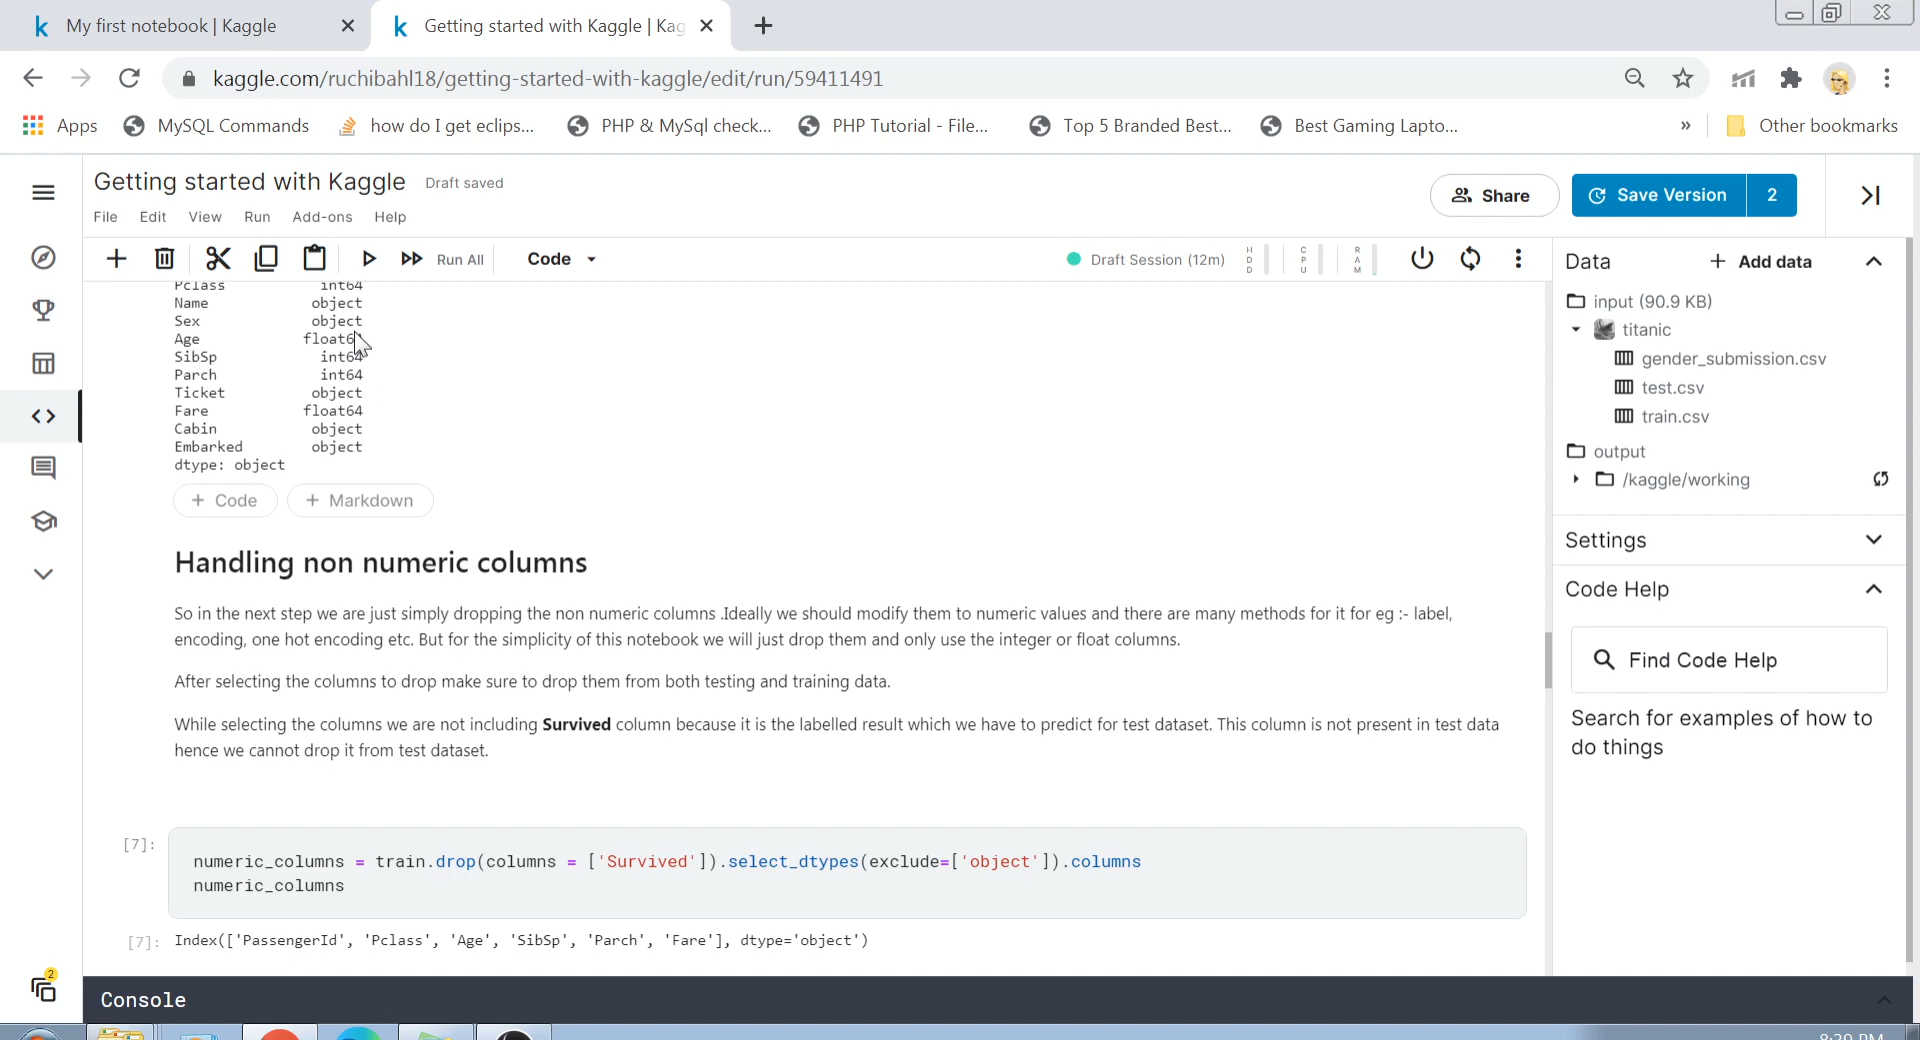 My first notebook | Kaggle
Getting started with Kaggle | Kag
kaggle.com/ruchibahl18/getting-started-with-kaggle/edit/run/59411491
Apps
MySQL Commands
how do I get eclips...
PHP & MySql check...
PHP Tutorial - File...
Top 5 Branded Best...
Best Gaming Lapto...
»
Other bookmarks
Getting started with Kaggle
Draft saved
File Edit View Run Add-ons Help
Share
Save Version 2
Run All
Code
Draft Session (12m)
HDD
CPU
RAM
Pclass int64
Name object
Sex object
Age float64
SibSp int64
Parch int64
Ticket object
Fare float64
Cabin object
Embarked object
dtype: object
+ Code
+ Markdown
Handling non numeric columns
So in the next step we are just simply dropping the non numeric columns .Ideally we should modify them to numeric values and there are many methods for it for eg :- label,
encoding, one hot encoding etc. But for the simplicity of this notebook we will just drop them and only use the integer or float columns.
After selecting the columns to drop make sure to drop them from both testing and training data.
While selecting the columns we are not including Survived column because it is the labelled result which we have to predict for test dataset. This column is not present in test data
hence we cannot drop it from test dataset.
[7]:
numeric_columns = train.drop(columns = ['Survived']).select_dtypes(exclude=['object']).columns
numeric_columns
[7]: Index(['PassengerId', 'Pclass', 'Age', 'SibSp', 'Parch', 'Fare'], dtype='object')
Data
+ Add data
input (90.9 KB)
titanic
gender_submission.csv
test.csv
train.csv
output
/kaggle/working
Settings
Code Help
Find Code Help
Search for examples of how to
do things
2
Console
8:39 PM